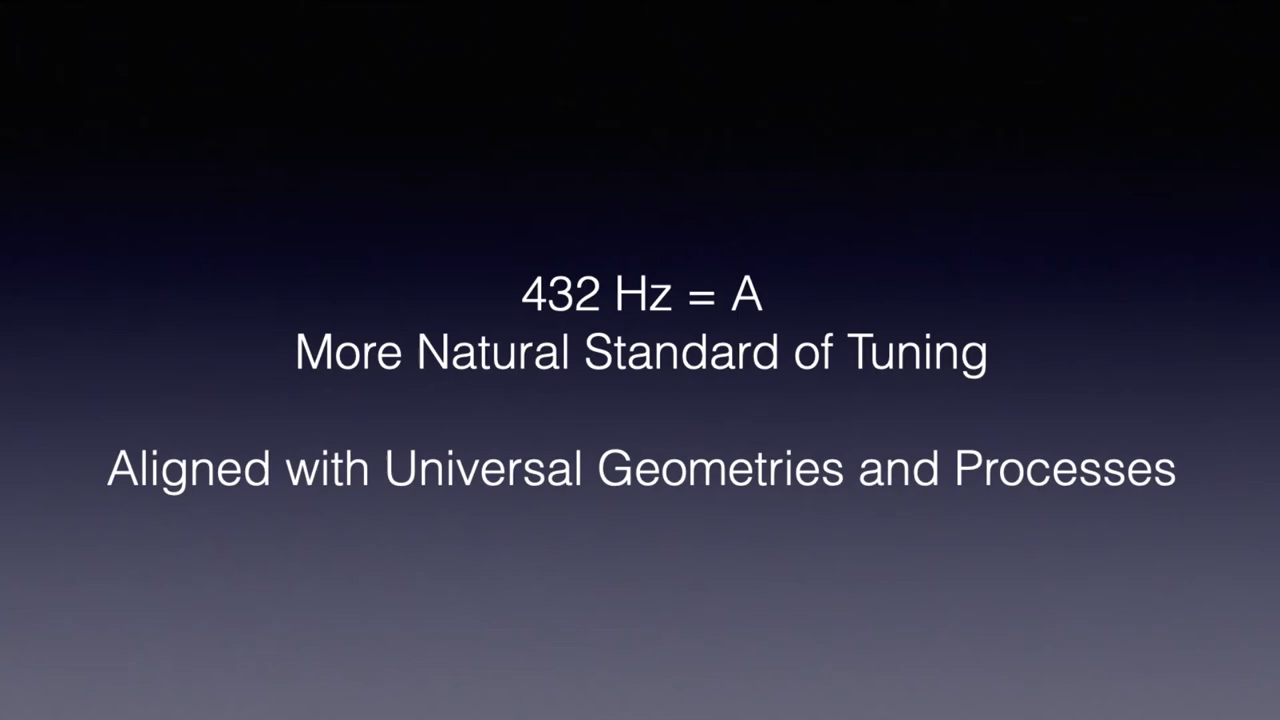 432 Hz = A
More Natural Standard of Tuning
Aligned with Universal Geometries and Processes